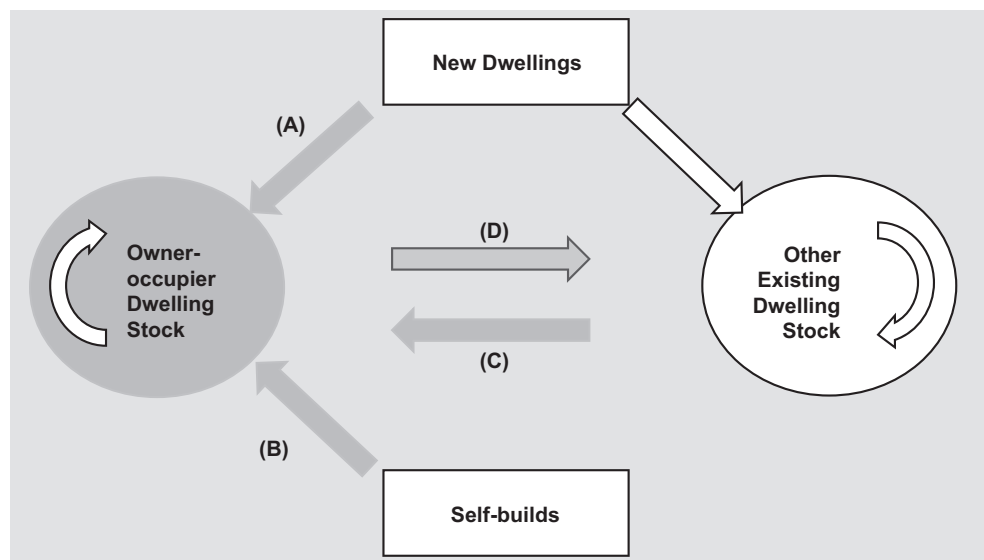 New Dwellings
(A)
(D)
Owner-
occupier
Dwelling
Stock
Other
Existing
Dwelling
Stock
(C)
(B)
Self-builds